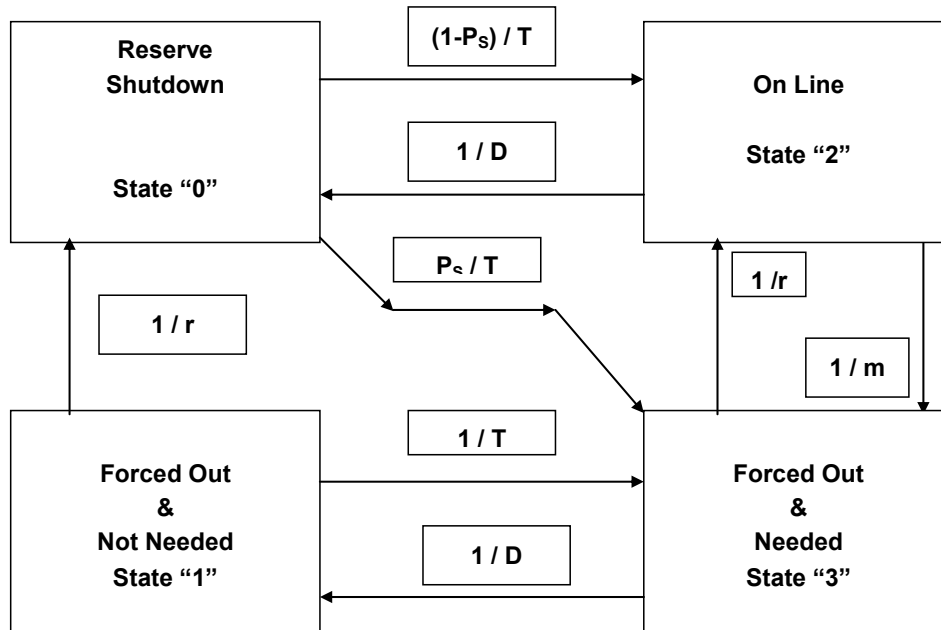 Reserve
Shutdown
State “0”
(1-PS) / T
1 / D
On Line
State “2”
PS / T
1 / r
1 /r
1 / m
Forced Out
&
Not Needed
State “1”
1 / T
1 / D
Forced Out
&
Needed
State “3”